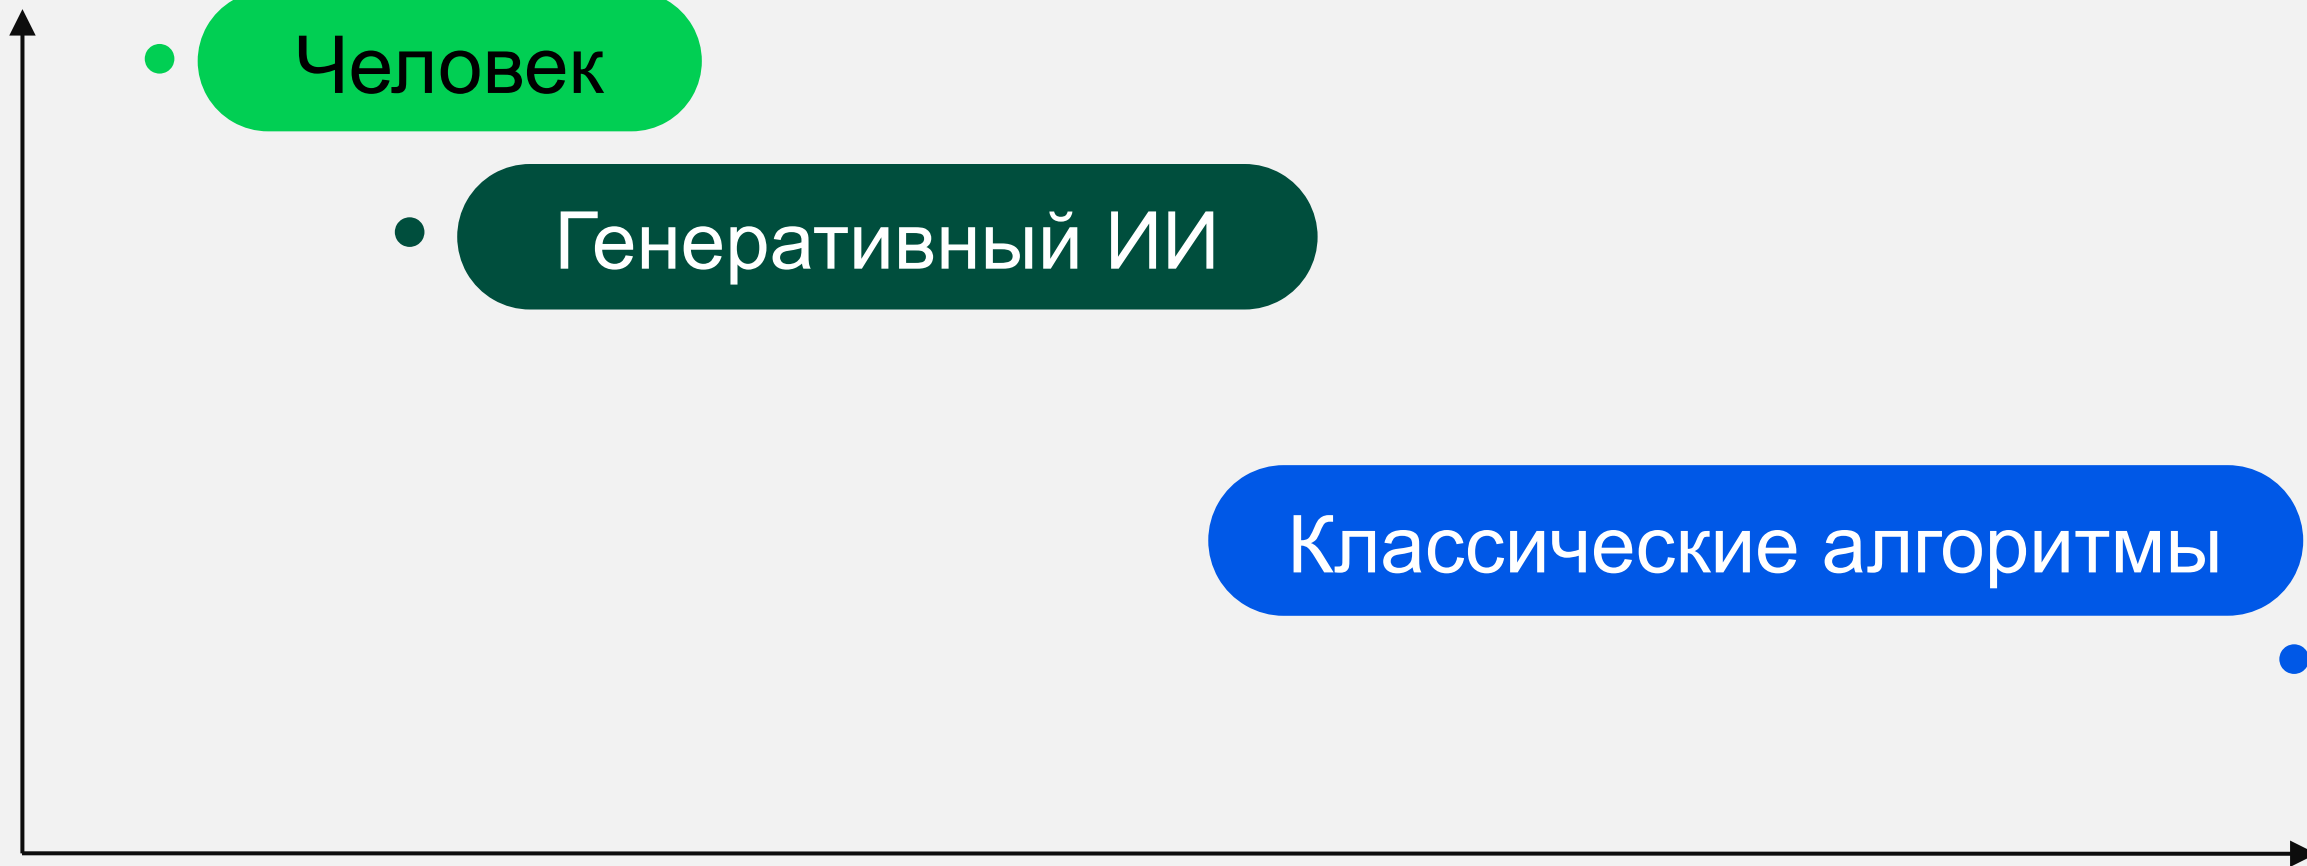 Человек
Генеративный ИИ
Классические алгоритмы